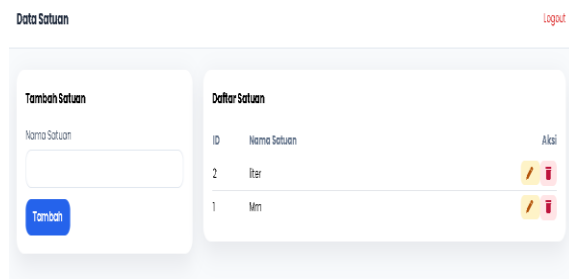 Data Satuan
Logout
Tambah Satuan
Nama Satuan
Tambah
Daftar Satuan
ID Nama Satuan Aksi
2 liter
1 Mm